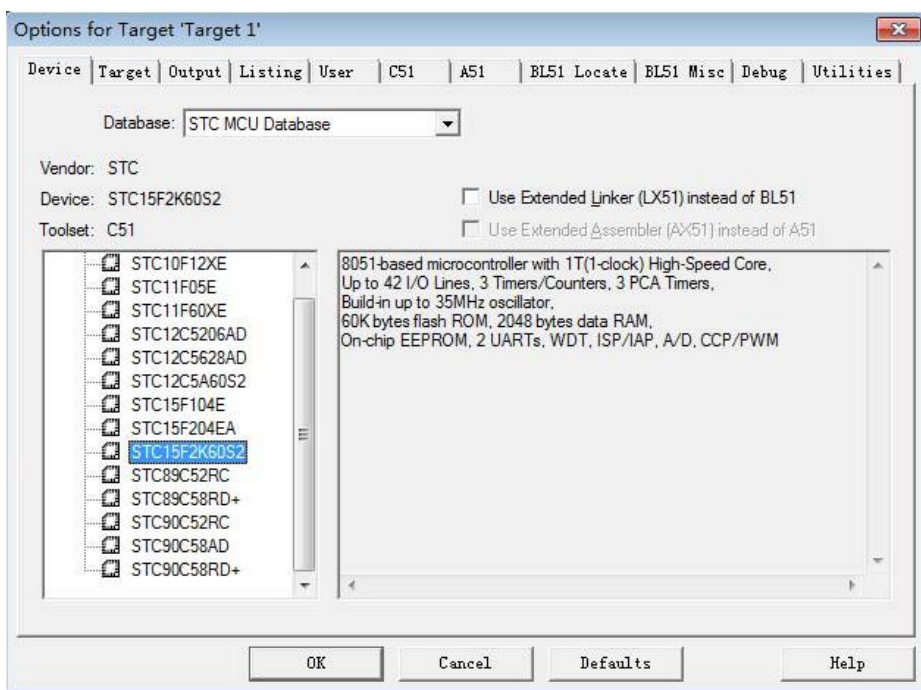 Options for Target 'Target 1'
Device Target Output Listing User C51 A51 BL51 Locate BL51 Misc Debug Utilities
Database: STC MCU Database
Vendor: STC
Device: STC15F2K60S2
Use Extended Linker (LX51) instead of BL51
Toolset: C51
Use Extended Assembler (AX51) instead of A51
STC10F12XE
STC11F05E
STC11F60XE
STC12C5206AD
STC12C5628AD
STC12C5A60S2
STC15F104E
STC15F204EA
STC15F2K60S2
STC89C52RC
STC89C58RD+
STC90C52RC
STC90C58AD
STC90C58RD+
8051-based microcontroller with 1T(1-clock) High-Speed Core,
Up to 42 I/O Lines, 3 Timers/Counters, 3 PCA Timers,
Build-in up to 35MHz oscillator,
60K bytes flash ROM, 2048 bytes data RAM,
On-chip EEPROM, 2 UARTs, WDT, ISP/IAP, A/D, CCP/PWM
OK Cancel Defaults Help